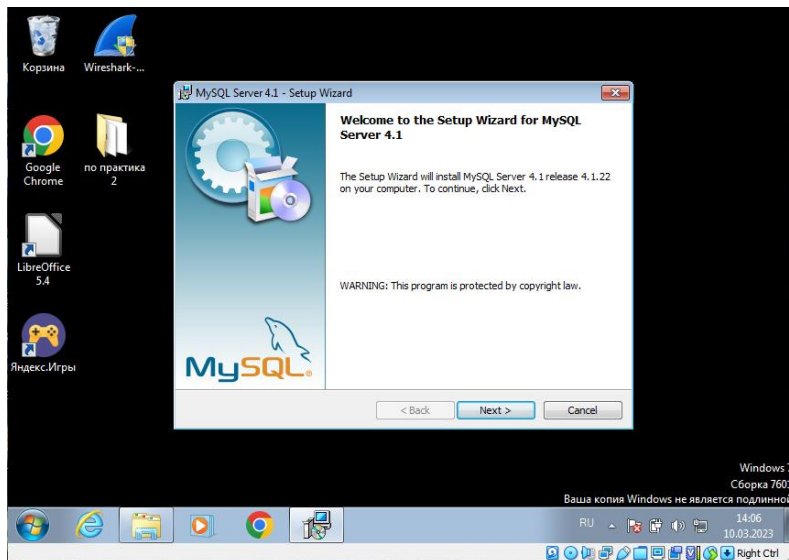 Корзина
Wireshark-...
Google
Chrome
по практика
2
LibreOffice
5.4
Яндекс.Игры
MySQL Server 4.1 - Setup Wizard
Welcome to the Setup Wizard for MySQL
Server 4.1
The Setup Wizard will install MySQL Server 4.1 release 4.1.22
on your computer. To continue, click Next.
WARNING: This program is protected by copyright law.
MySQL®
< Back
Next >
Cancel
Windows
Сборка 760
Ваша копия Windows не является подлинной
RU
14:06
10.03.2023
Right Ctrl